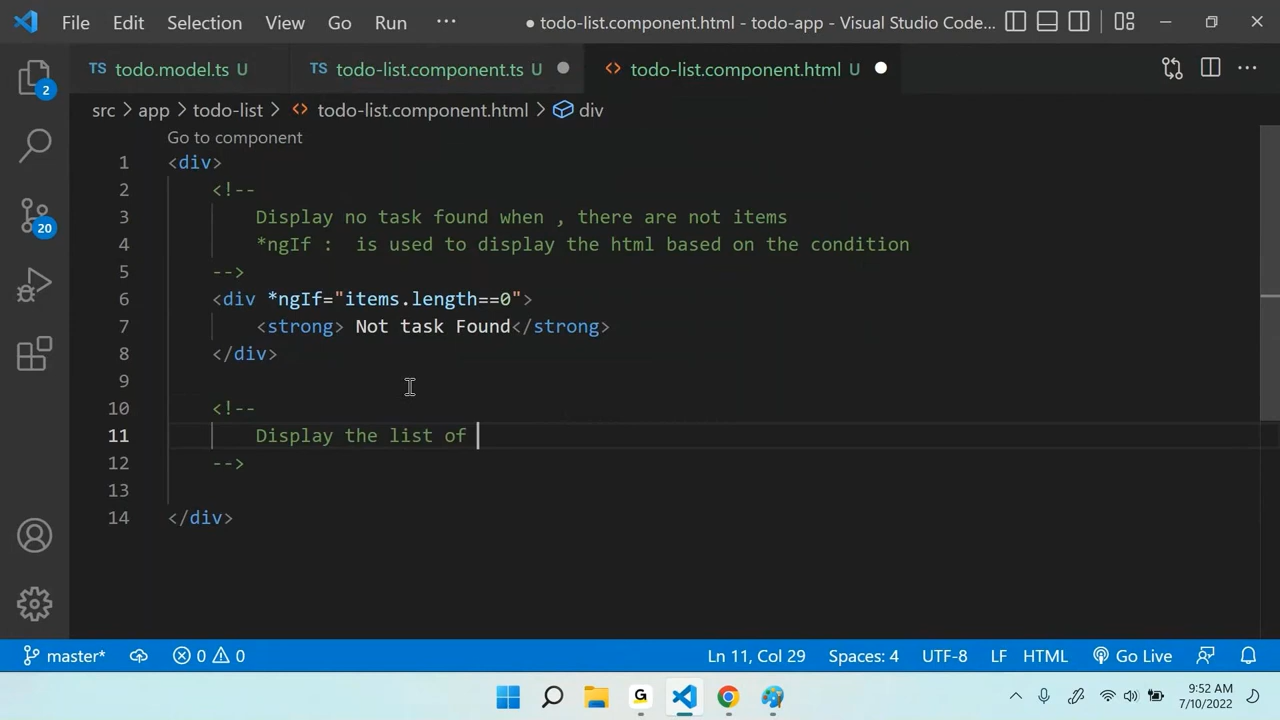 File Edit Selection View Go Run ··· ● todo-list.component.html - todo-app - Visual Studio Code...
TS todo.model.ts U TS todo-list.component.ts U <> todo-list.component.html U
2
src > app > todo-list > <> todo-list.component.html > div
Go to component
1 <div>
2 <!--
3 Display no task found when , there are not items
4 *ngIf :  is used to display the html based on the condition
5 -->
6 <div *ngIf="items.length==0">
7 <strong> Not task Found</strong>
8 </div>
9
10 <!--
11 Display the list of
12 -->
13
14 </div>
20
master* 0 0 Ln 11, Col 29 Spaces: 4 UTF-8 LF HTML Go Live
G
9:52 AM
7/10/2022